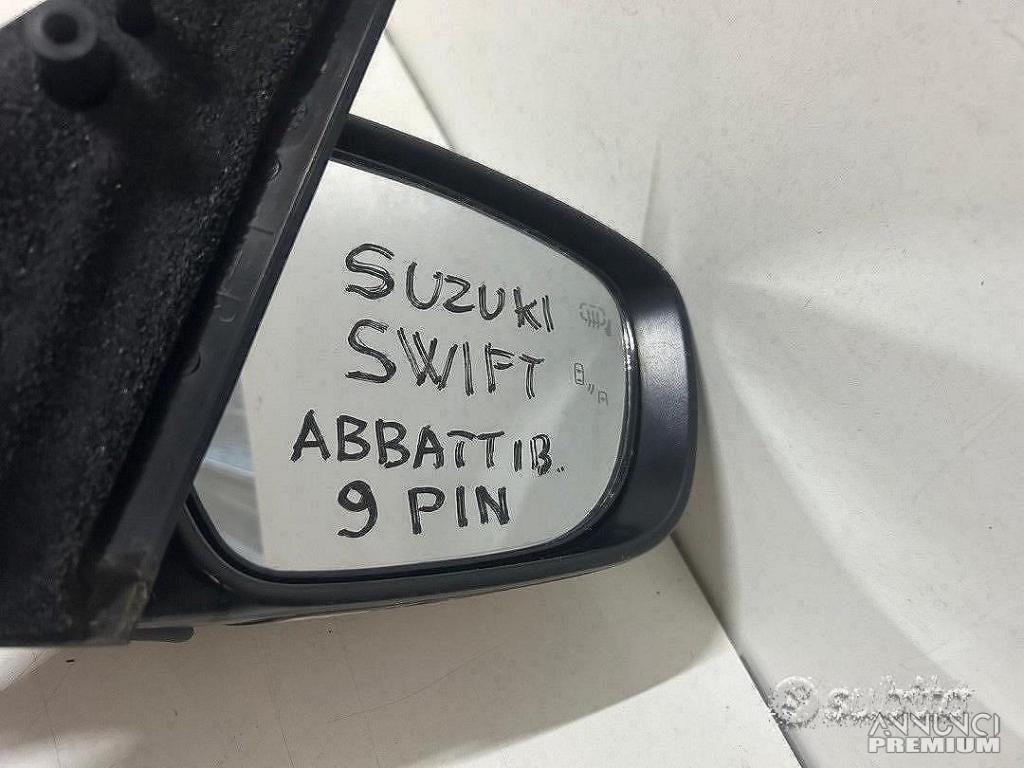 SUZUKI
SWIFT
ABBATTIB..
9 PIN
subito
ANNUNCI
PREMIUM